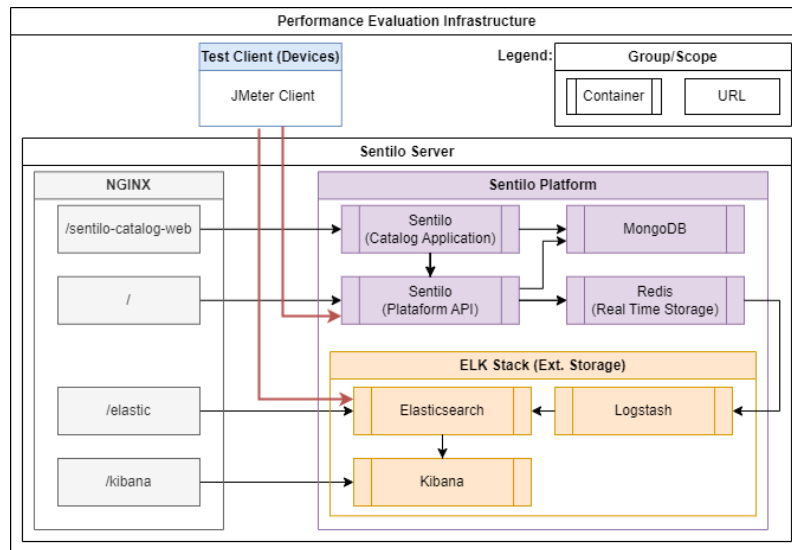 Performance Evaluation Infrastructure
Test Client (Devices)
JMeter Client
Legend:
Group/Scope
Container
URL
Sentilo Server
NGINX
/sentilo-catalog-web
/
/elastic
/kibana
Sentilo Platform
Sentilo
(Catalog Application)
MongoDB
Sentilo
(Plataform API)
Redis
(Real Time Storage)
ELK Stack (Ext. Storage)
Elasticsearch
Logstash
Kibana